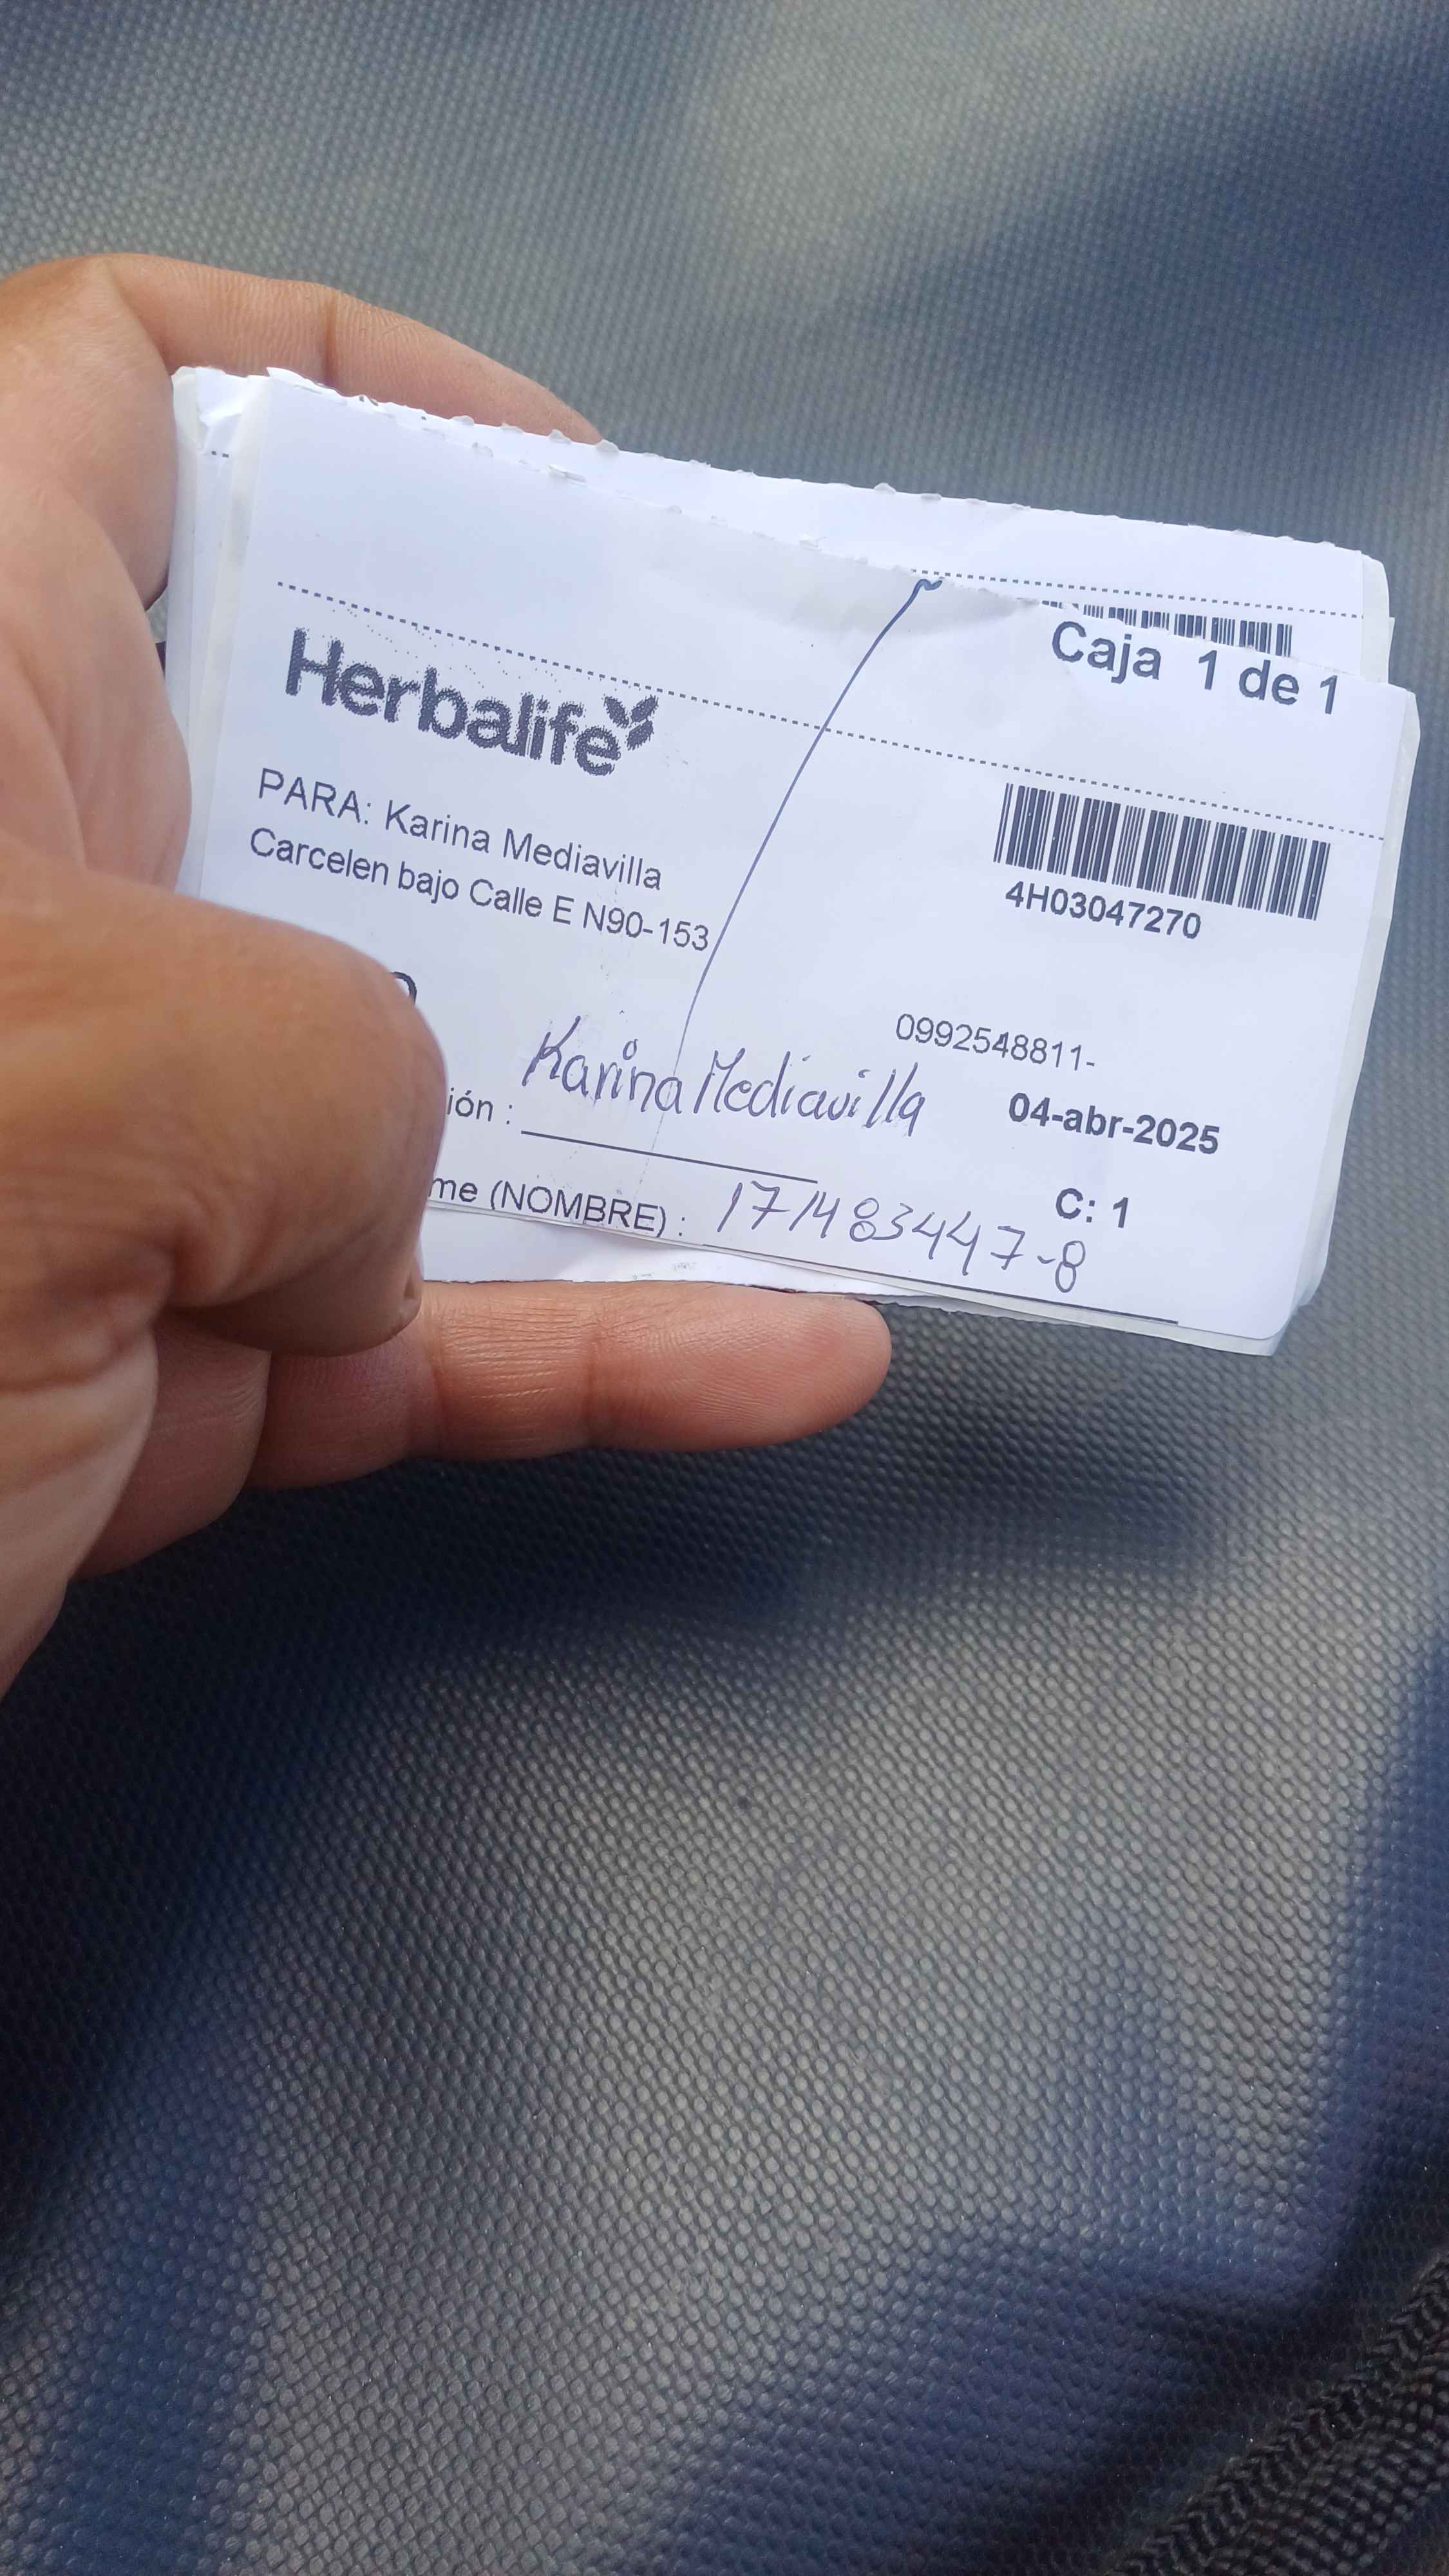 Caja 1 de 1
Herbalife
PARA: Karina Mediavilla
Carcelen bajo Calle E N90-153
4H03047270
0992548811-
Karina Mediavilla
ión :
04-abr-2025
C: 1
me (NOMBRE) : 171483447-8